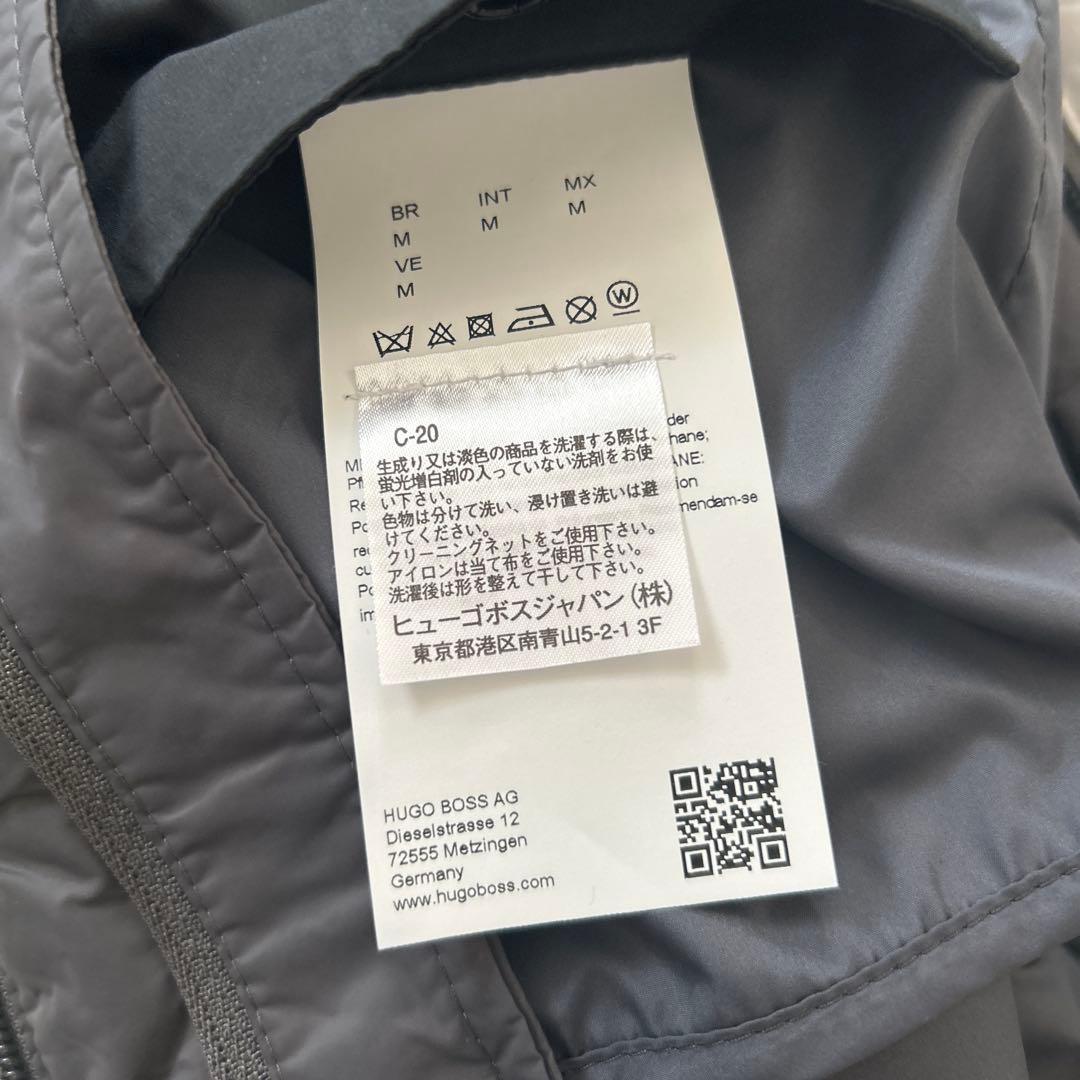 BR INT MX
M M M
VE
M
W
C-20
生成り又は淡色の商品を洗濯する際は、
蛍光増白剤の入っていない洗剤をお使
い下さい。
色物は分けて洗い、浸け置き洗いは避
けてください。
クリーニングネットをご使用下さい。
アイロンは当て布をご使用下さい。
洗濯後は形を整えて干して下さい。
ヒューゴボスジャパン(株)
東京都港区南青山5-2-1 3F
HUGO BOSS AG
Dieselstrasse 12
72555 Metzingen
Germany
www.hugoboss.com